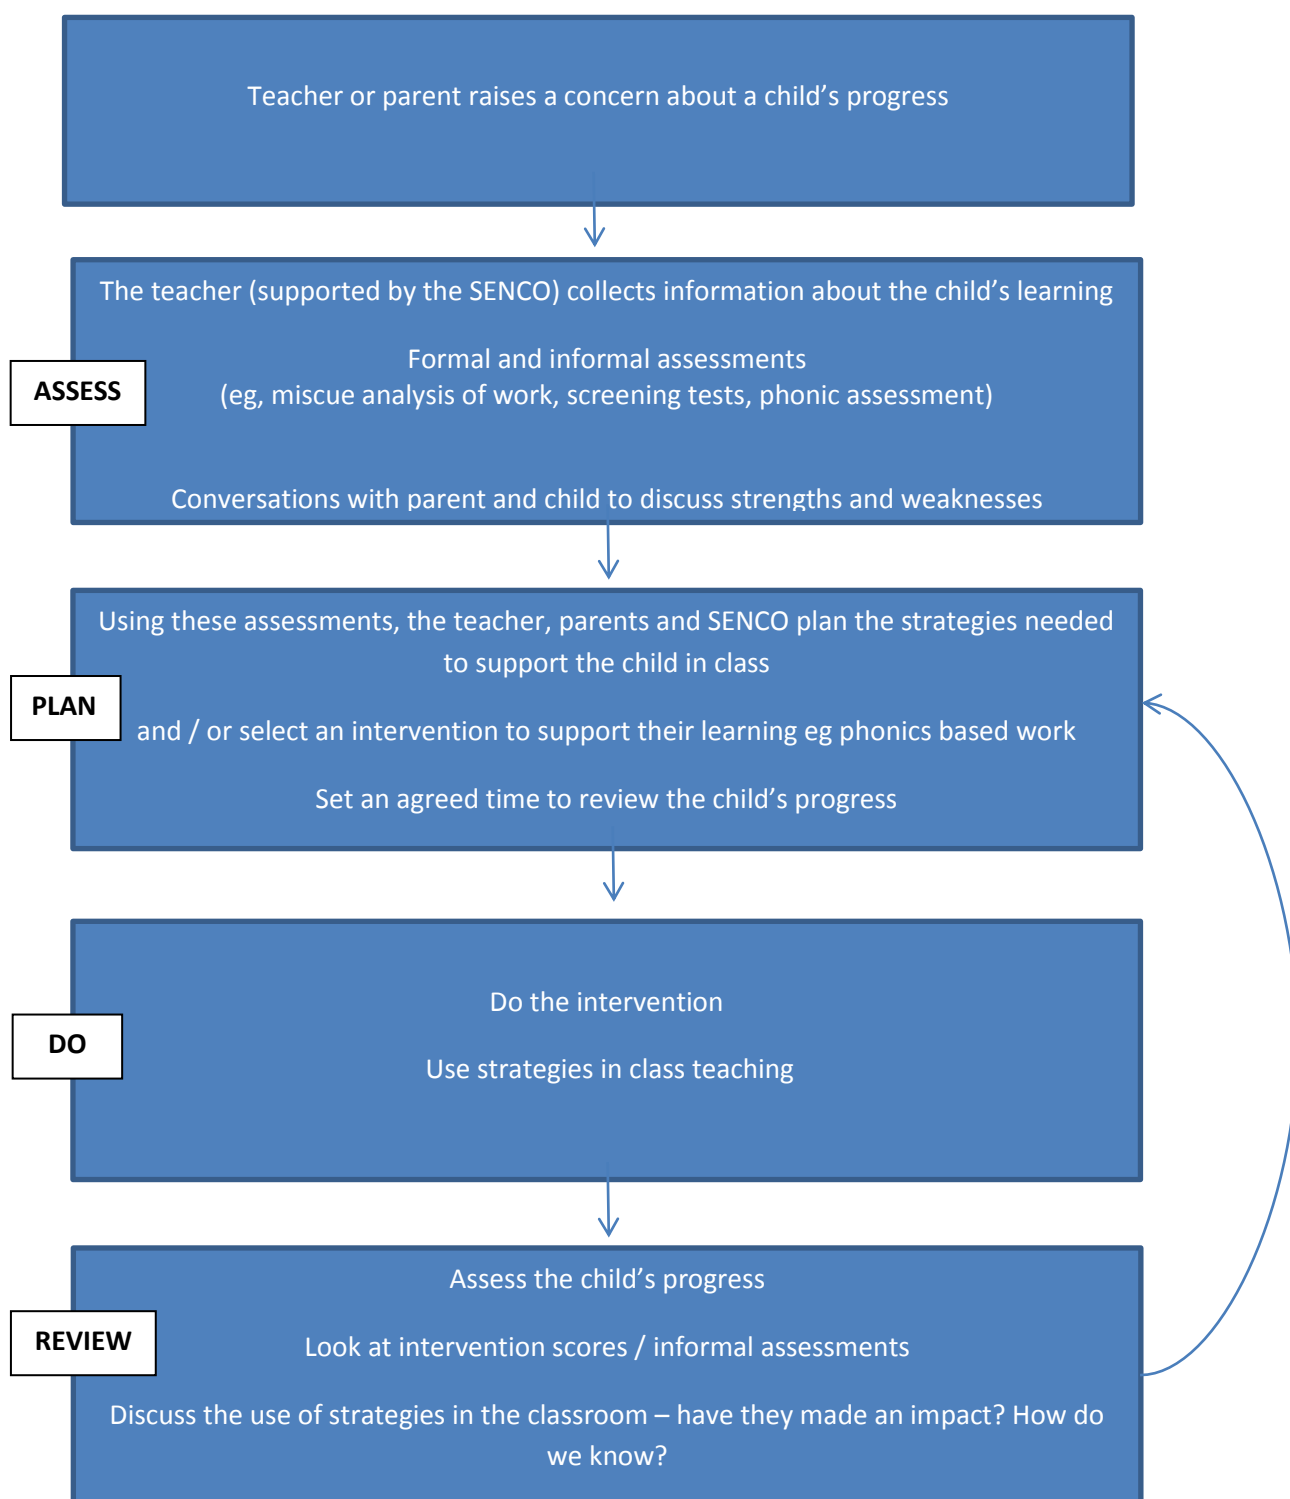 Teacher or parent raises a concern about a child’s progress
The teacher (supported by the SENCO) collects information about the child’s learning
Formal and informal assessments
(eg, miscue analysis of work, screening tests, phonic assessment)
ASSESS
Conversations with parent and child to discuss strengths and weaknesses
Using these assessments, the teacher, parents and SENCO plan the strategies needed
to support the child in class
PLAN
and / or select an intervention to support their learning eg phonics based work
Set an agreed time to review the child’s progress
Do the intervention
DO
Use strategies in class teaching
Assess the child’s progress
REVIEW
Look at intervention scores / informal assessments
Discuss the use of strategies in the classroom – have they made an impact? How do
we know?